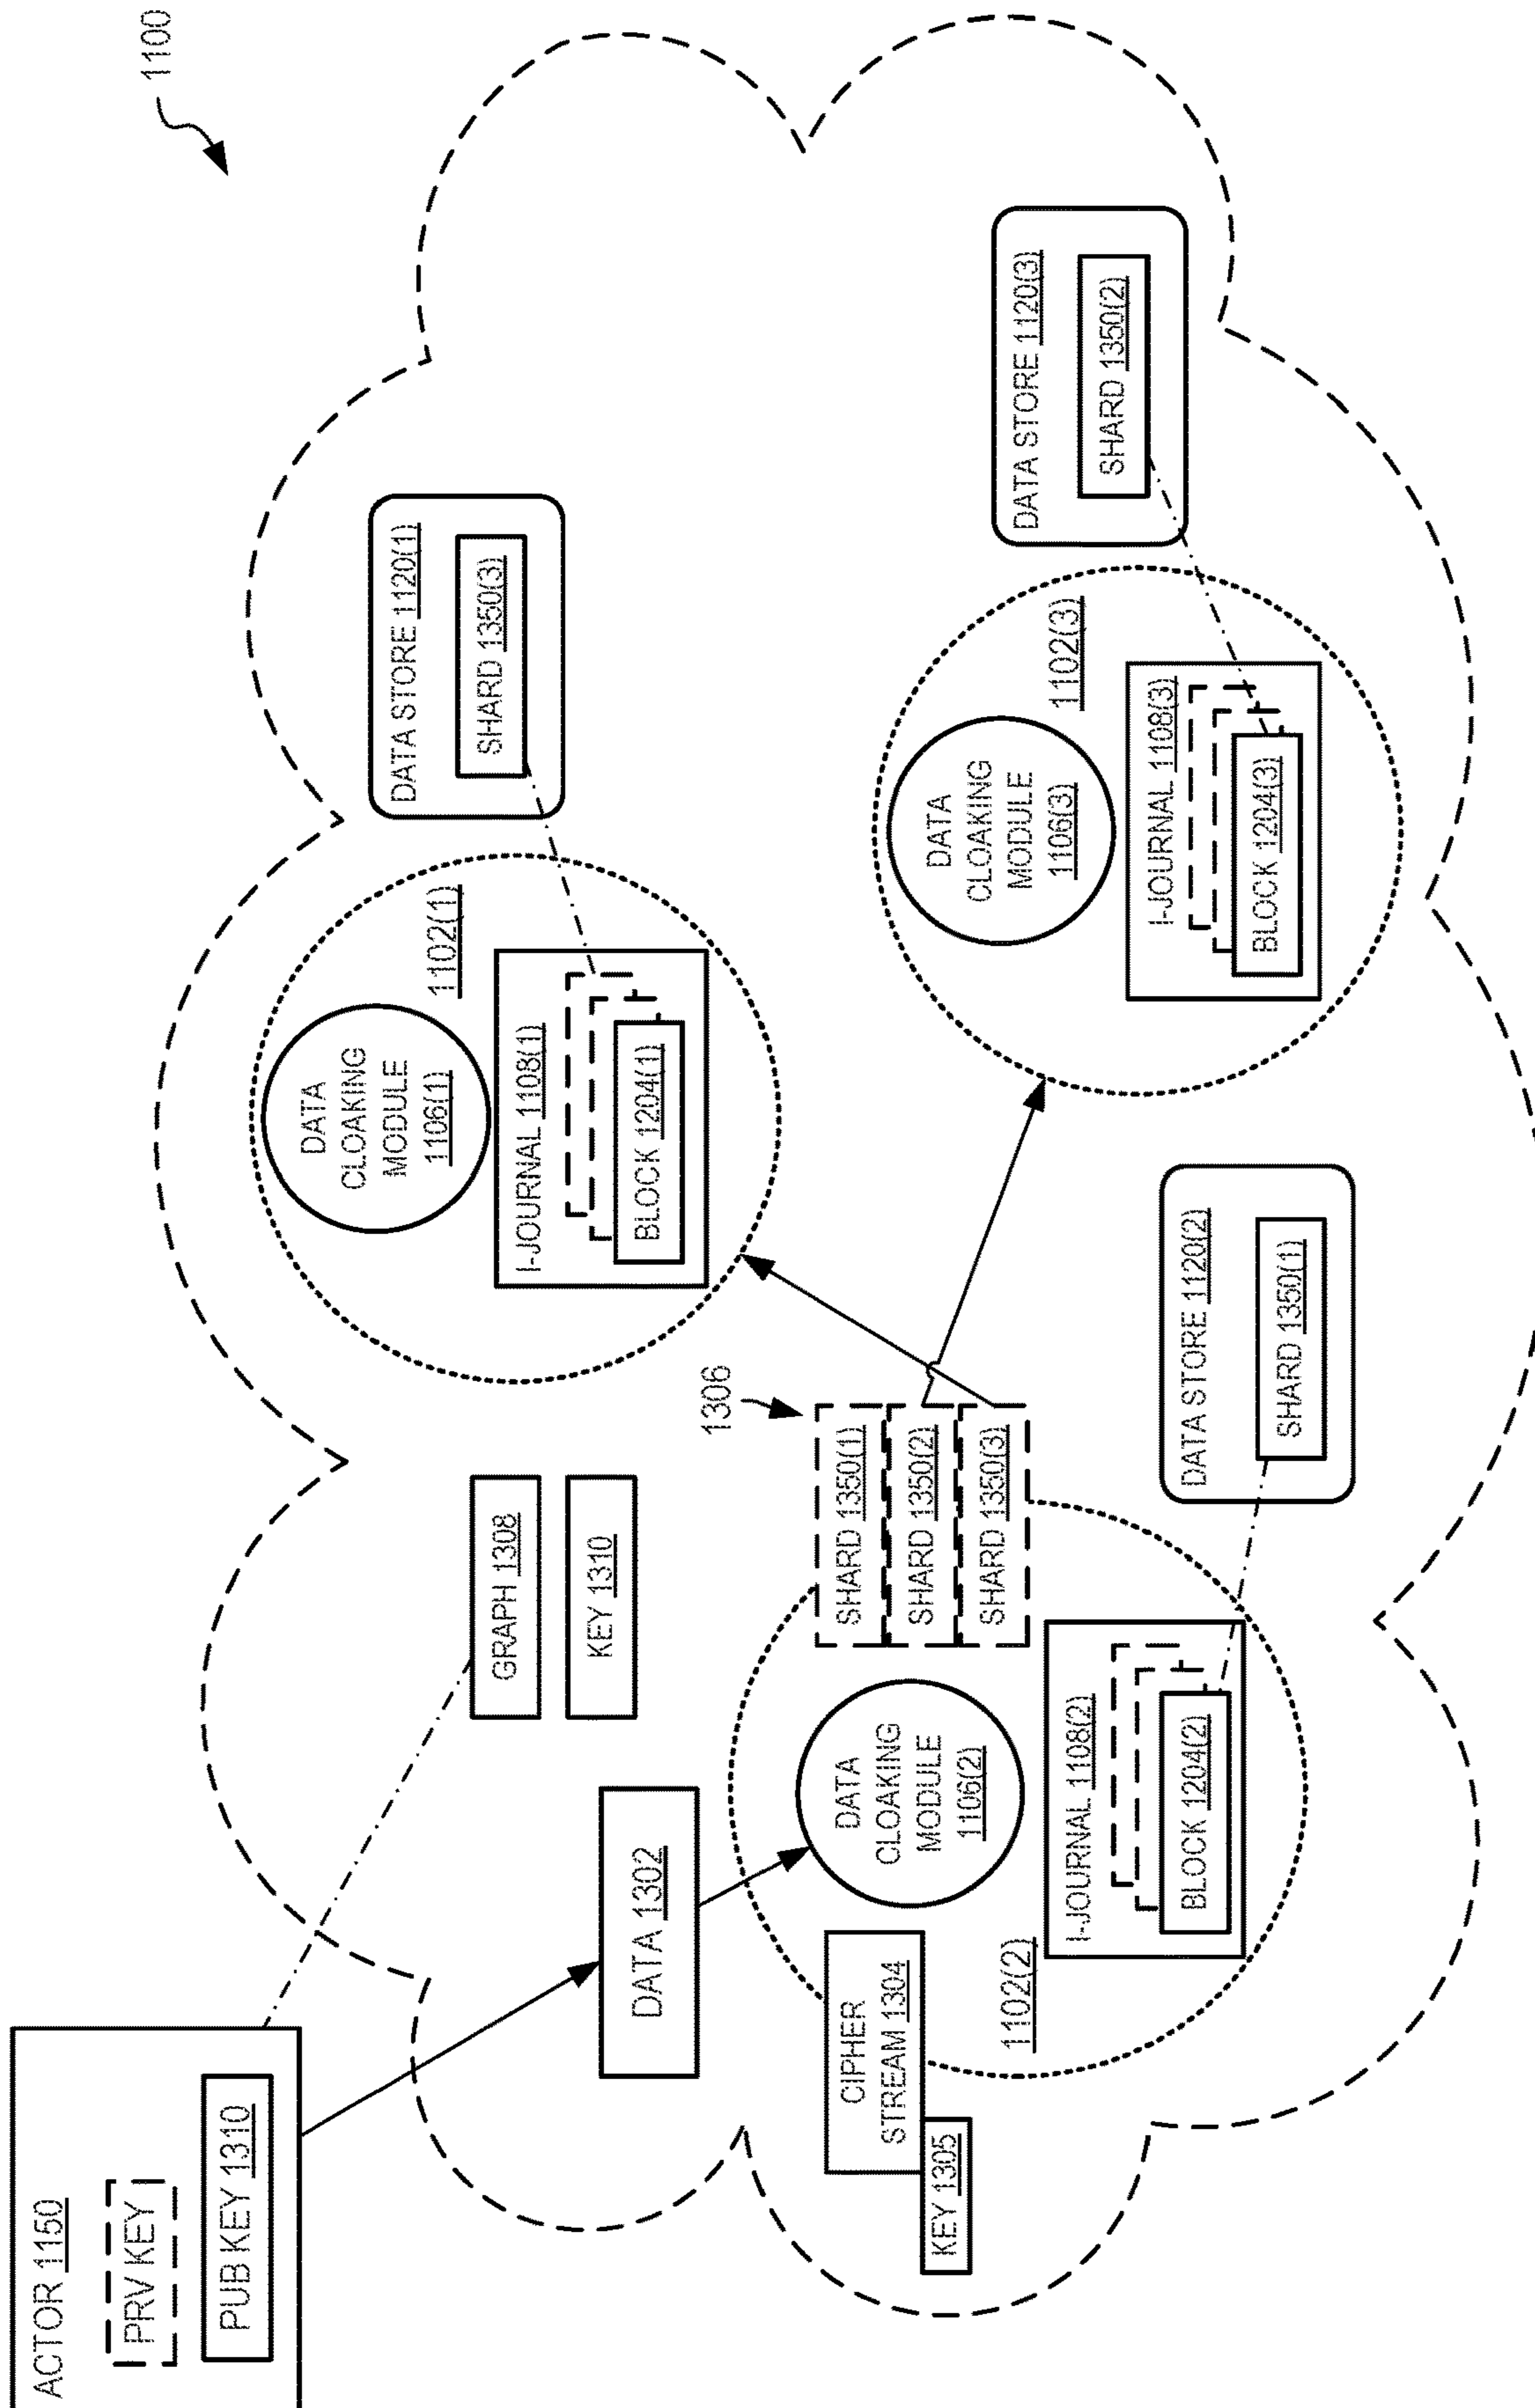 1100
ACTOR 1150
PRV KEY
PUB KEY 1310
GRAPH 1308
KEY 1310
DATA 1302
CIPHER
STREAM 1304
KEY 1305
DATA
CLOAKING
MODULE
1106(2)
1102(2)
I-JOURNAL 1108(2)
BLOCK 1204(2)
1306
SHARD 1350(1)
SHARD 1350(2)
SHARD 1350(3)
DATA STORE 1120(2)
SHARD 1350(1)
DATA
CLOAKING
MODULE
1106(1)
1102(1)
I-JOURNAL 1108(1)
BLOCK 1204(1)
DATA STORE 1120(1)
SHARD 1350(3)
DATA
CLOAKING
MODULE
1106(3)
1102(3)
I-JOURNAL 1108(3)
BLOCK 1204(3)
DATA STORE 1120(3)
SHARD 1350(2)